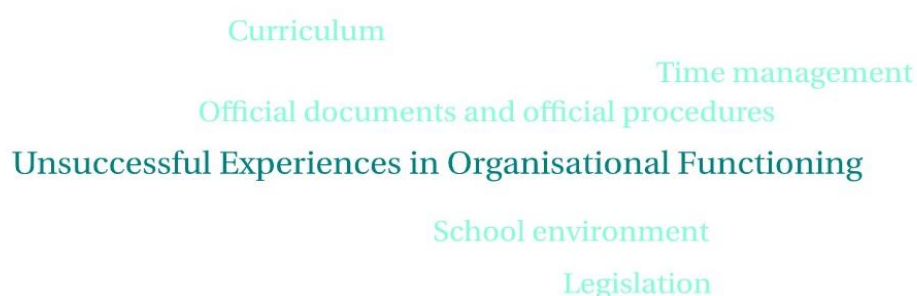 Curriculum
Time management
Official documents and official procedures
Unsuccessful Experiences in Organisational Functioning
School environment
Legislation